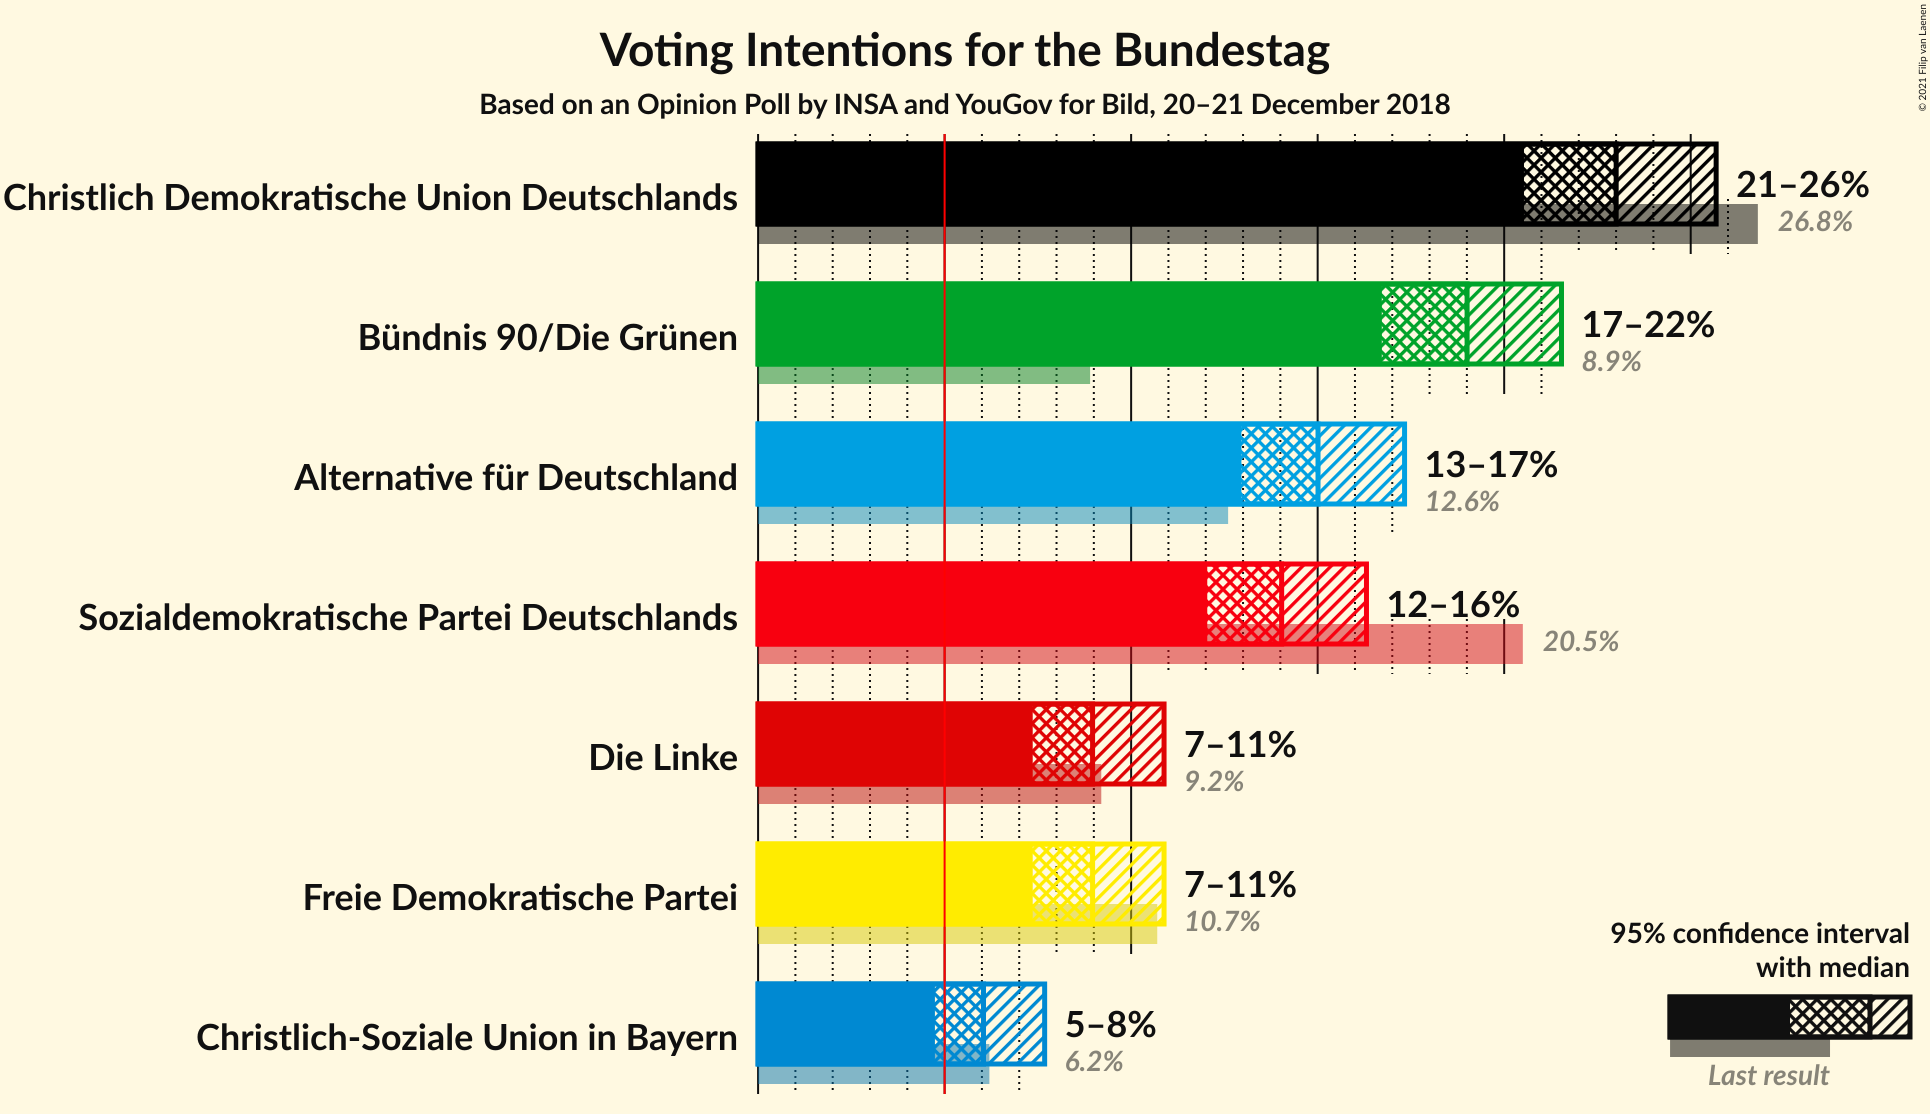 Voting Intentions for the Bundestag
Based on an Opinion Poll by INSA and YouGov for Bild, 20–21 December 2018
© 2021 Filip van Laenen
Christlich Demokratische Union Deutschlands
21–26%
26.8%
Bündnis 90/Die Grünen
17–22%
8.9%
Alternative für Deutschland
13–17%
12.6%
Sozialdemokratische Partei Deutschlands
12–16%
20.5%
Die Linke
7–11%
9.2%
Freie Demokratische Partei
7–11%
10.7%
Christlich-Soziale Union in Bayern
5–8%
6.2%
95% confidence interval
with median
Last result